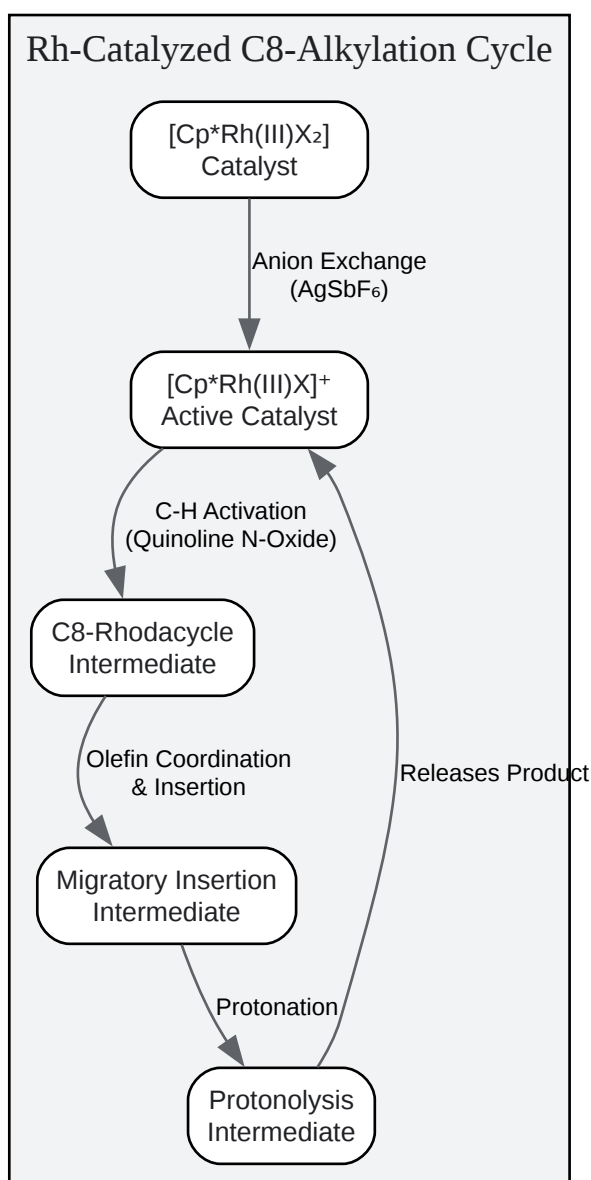 Rh-Catalyzed C8-Alkylation Cycle
[Cp*Rh(III)X₂]
Catalyst
Anion Exchange
(AgSbF₆)
[Cp*Rh(III)X]⁺
Active Catalyst
C-H Activation
(Quinoline N-Oxide)
C8-Rhodacycle
Intermediate
Olefin Coordination
& Insertion
Releases Product
Migratory Insertion
Intermediate
Protonation
Protonolysis
Intermediate